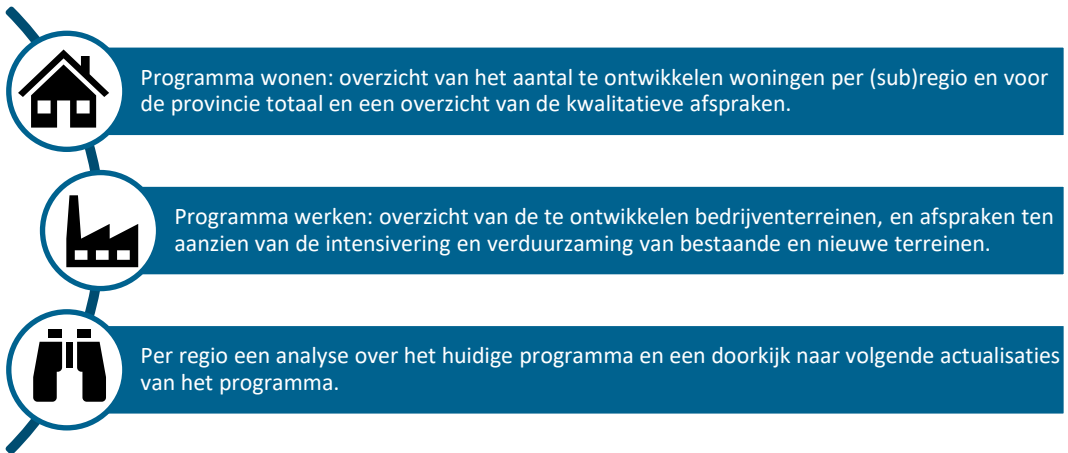 Programma wonen: overzicht van het aantal te ontwikkelen woningen per (sub)regio en voor
de provincie totaal en een overzicht van de kwalitatieve afspraken.
Programma werken: overzicht van de te ontwikkelen bedrijventerreinen, en afspraken ten
aanzien van de intensivering en verduurzaming van bestaande en nieuwe terreinen.
Per regio een analyse over het huidige programma en een doorkijk naar volgende actualisaties
van het programma.